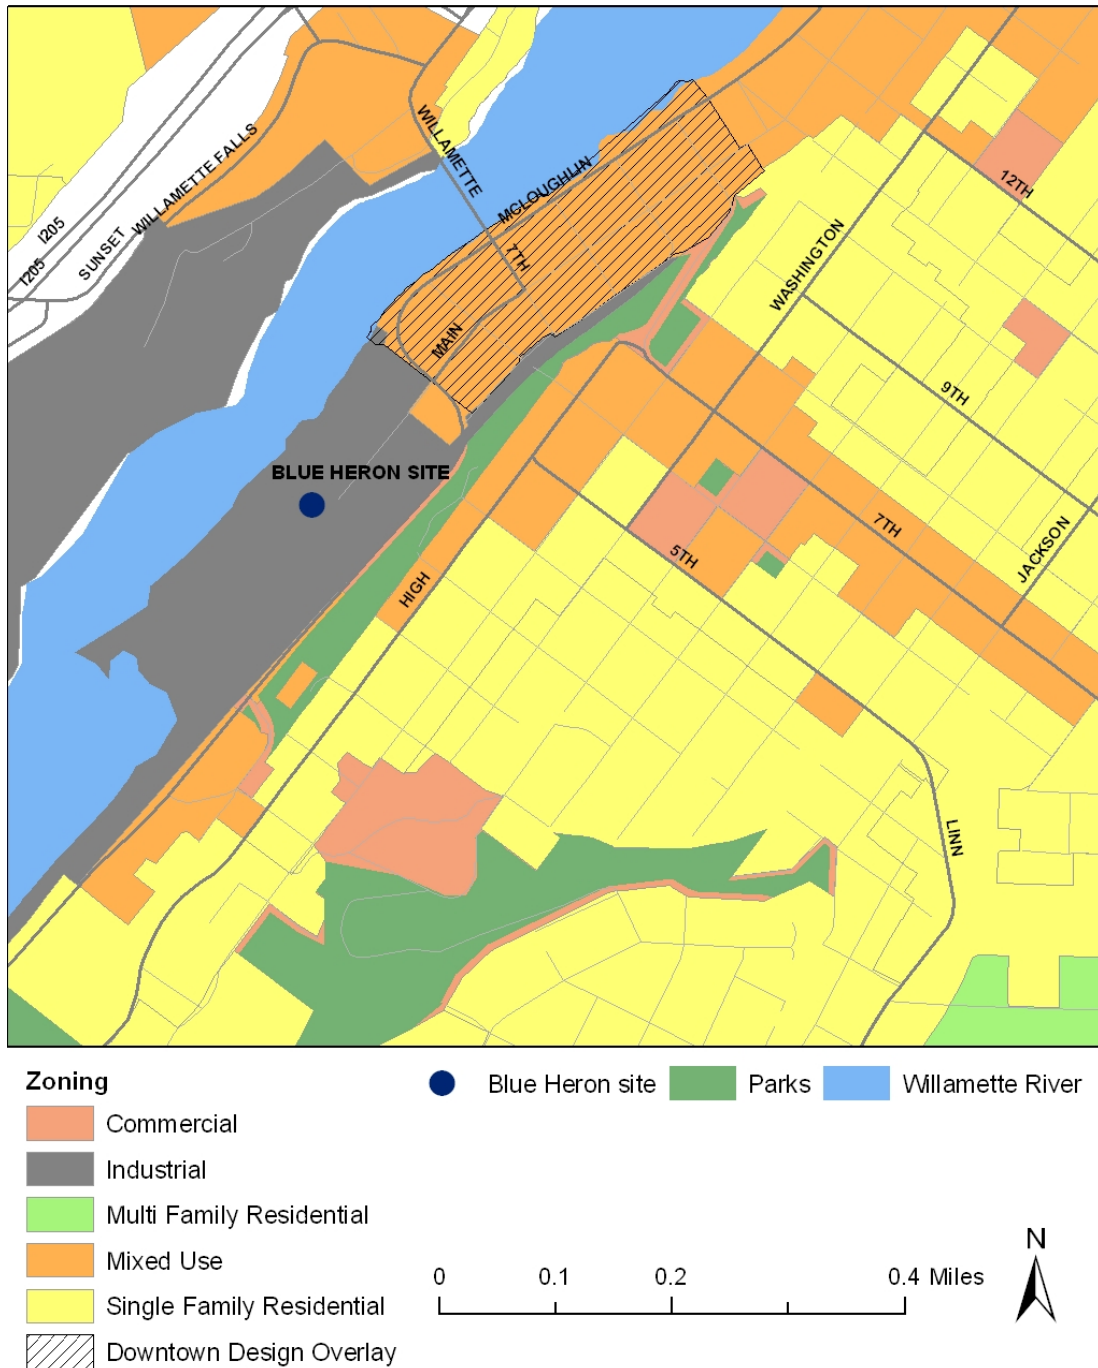 WILLAMETTE
12TH
WILLAMETTE FALLS
MCLOUGHLIN
I205
SUNSET
7TH
WASHINGTON
I205
MAIN
9TH
BLUE HERON SITE
7TH
JACKSON
5TH
HIGH
LINN
Zoning
Blue Heron site
Parks
Willamette River
Commercial
Industrial
Multi Family Residential
Mixed Use
Single Family Residential
Downtown Design Overlay
N
0 0.1 0.2 0.4 Miles